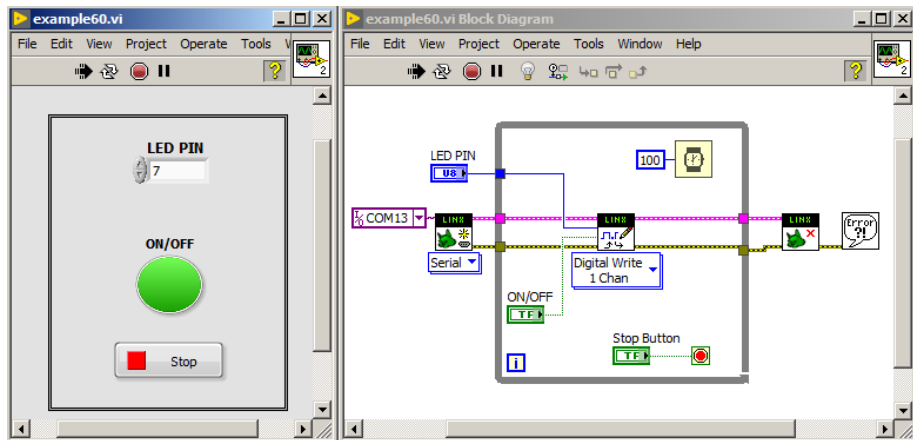 example60.vi
File Edit View Project Operate Tools
2
LED PIN
7
ON/OFF
Stop
example60.vi Block Diagram
File Edit View Project Operate Tools Window Help
2
LED PIN
U8
100
I/O COM13
LINX
LINX
LINX
Error
?!
Serial
Digital Write
1 Chan
ON/OFF
TF
Stop Button
TF
i